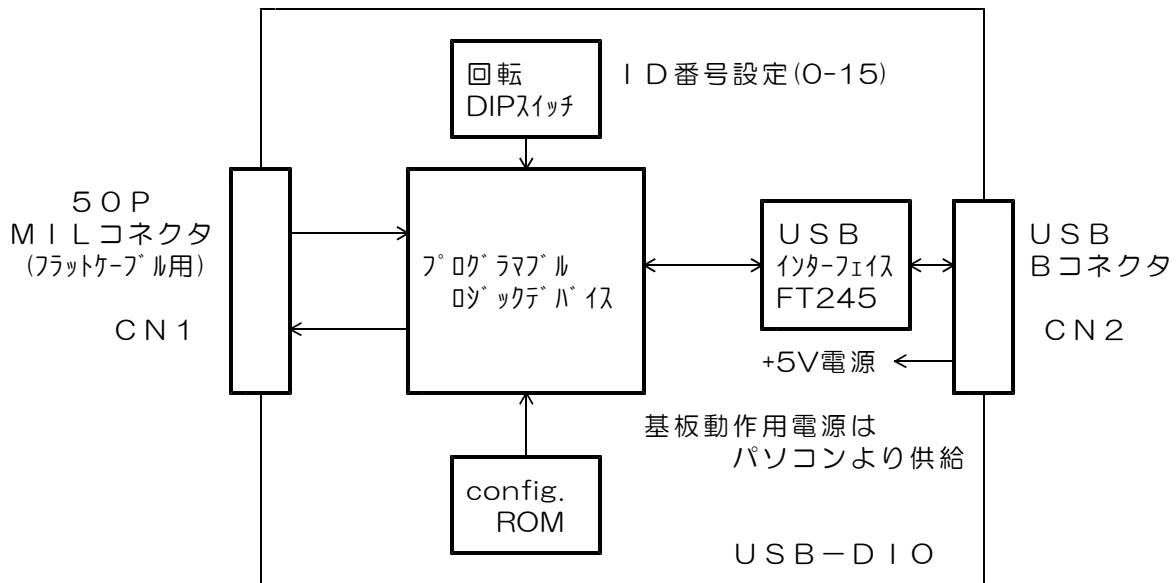 回転
DIPｽｲｯﾁ
ＩＤ番号設定(0-15)
５０Ｐ
ＭＩＬコネクタ
(ﾌﾗｯﾄｹｰﾌﾞﾙ用)
ＣＮ１
ﾌﾟﾛｸﾞﾗﾏﾌﾞﾙ
ﾛｼﾞｯｸﾃﾞﾊﾞｲｽ
ＵＳＢ
ｲﾝﾀｰﾌｪｲｽ
FT245
ＵＳＢ
Ｂコネクタ
ＣＮ２
+5V電源
基板動作用電源は
パソコンより供給
config.
ROM
ＵＳＢ－ＤＩＯ